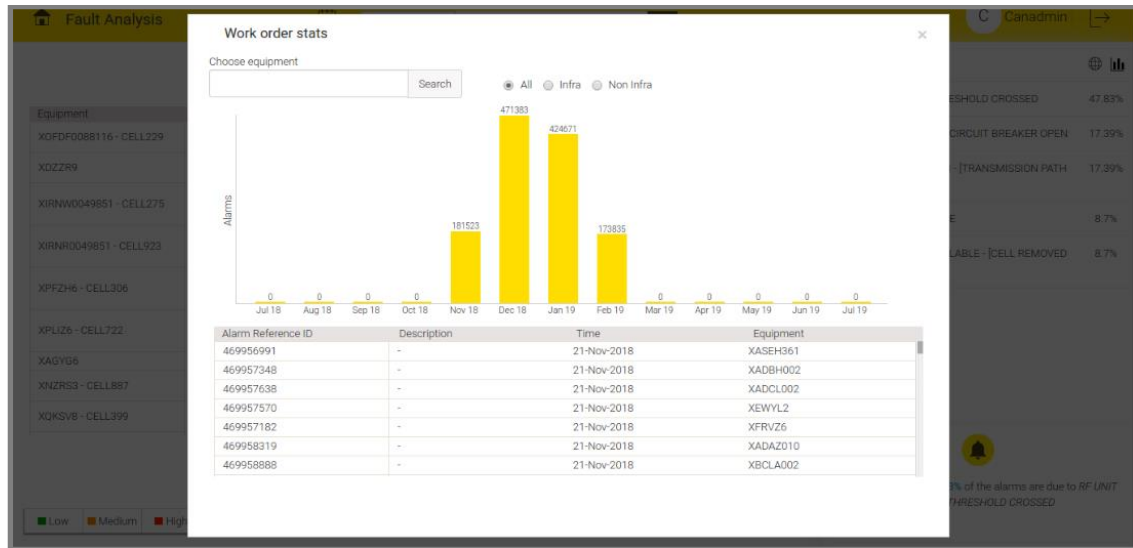 Fault Analysis
C Canadmin
Work order stats ×
Choose equipment
Search
All Infra Non Infra
Alarms
471383
424671
181523
173835
0 0 0 0 0 0 0 0 0
Jul 18 Aug 18 Sep 18 Oct 18 Nov 18 Dec 18 Jan 19 Feb 19 Mar 19 Apr 19 May 19 Jun 19 Jul 19
Alarm Reference ID Description Time Equipment
469956991 - 21-Nov-2018 XASEH361
469957348 - 21-Nov-2018 XADBH002
469957638 - 21-Nov-2018 XADCL002
469957570 - 21-Nov-2018 XEWYL2
469957182 - 21-Nov-2018 XFRVZ6
469958319 - 21-Nov-2018 XADAZ010
469958888 - 21-Nov-2018 XBCLA002
Equipment
XOFDF0088116 - CELL229
XDZZR9
XIRNW0049851 - CELL275
XIRNR0049851 - CELL923
XPFZH6 - CELL306
XPLIZ6 - CELL722
XAGYG6
XNZRS3 - CELL887
XQKSV8 - CELL399
Low Medium High
ESHOLD CROSSED 47.83%
CIRCUIT BREAKER OPEN 17.39%
- [TRANSMISSION PATH 17.39%
E 8.7%
LABLE - [CELL REMOVED 8.7%
3% of the alarms are due to RF UNIT
THRESHOLD CROSSED